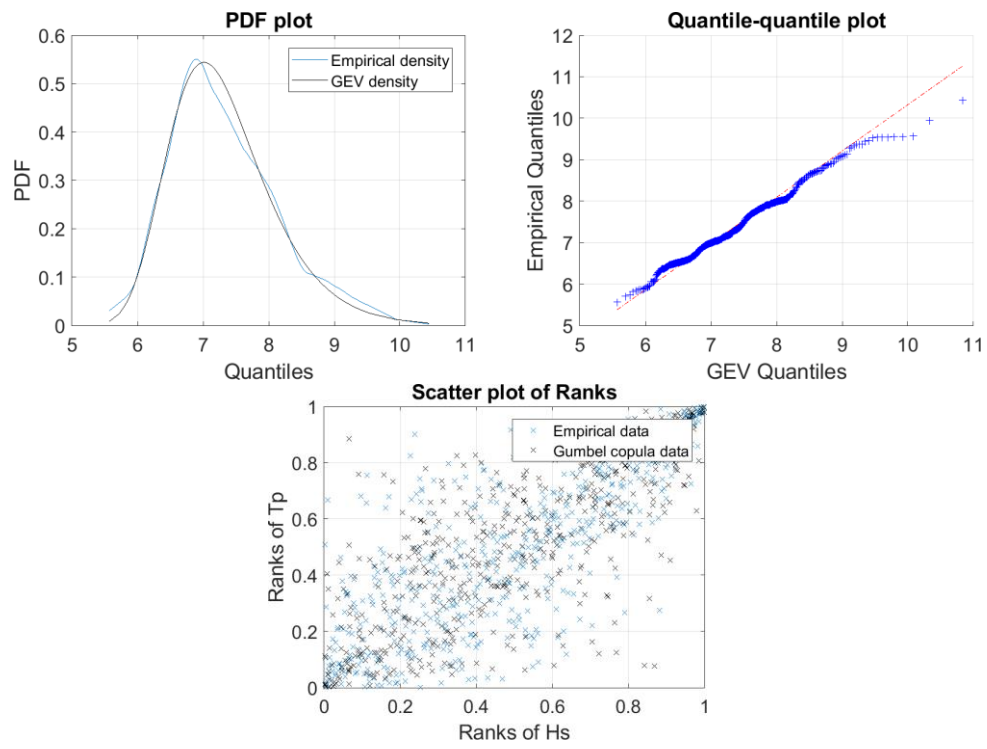 PDF plot
0.6
0.5
0.4
0.3
0.2
0.1
0
PDF
Empirical density
GEV density
5 6 7 8 9 10 11
Quantiles
Quantile-quantile plot
12
11
10
9
8
7
6
5
Empirical Quantiles
5 6 7 8 9 10 11
GEV Quantiles
Scatter plot of Ranks
1
0.8
0.6
0.4
0.2
0
Ranks of Tp
Empirical data
Gumbel copula data
0 0.2 0.4 0.6 0.8 1
Ranks of Hs